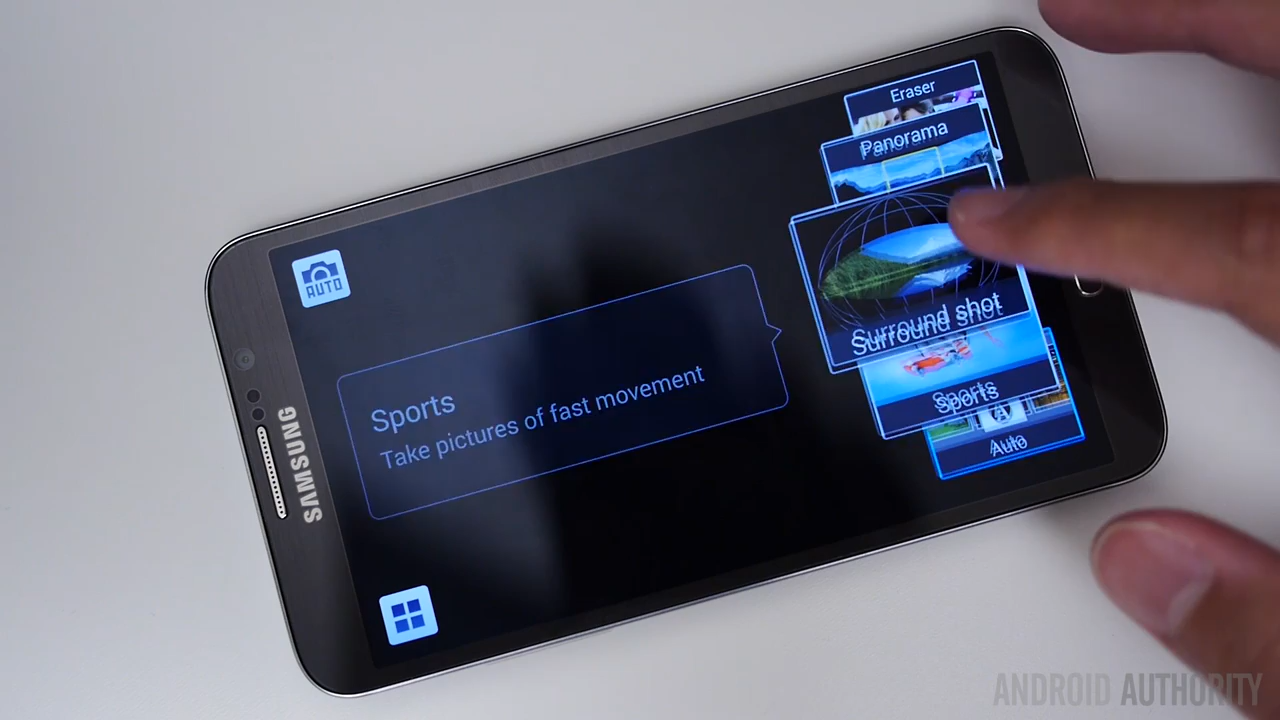 Eraser
Panorama
Surround shot
Sports
Auto
AUTO
Sports
Take pictures of fast movement
SAMSUNG
ANDROID AUTHORITY